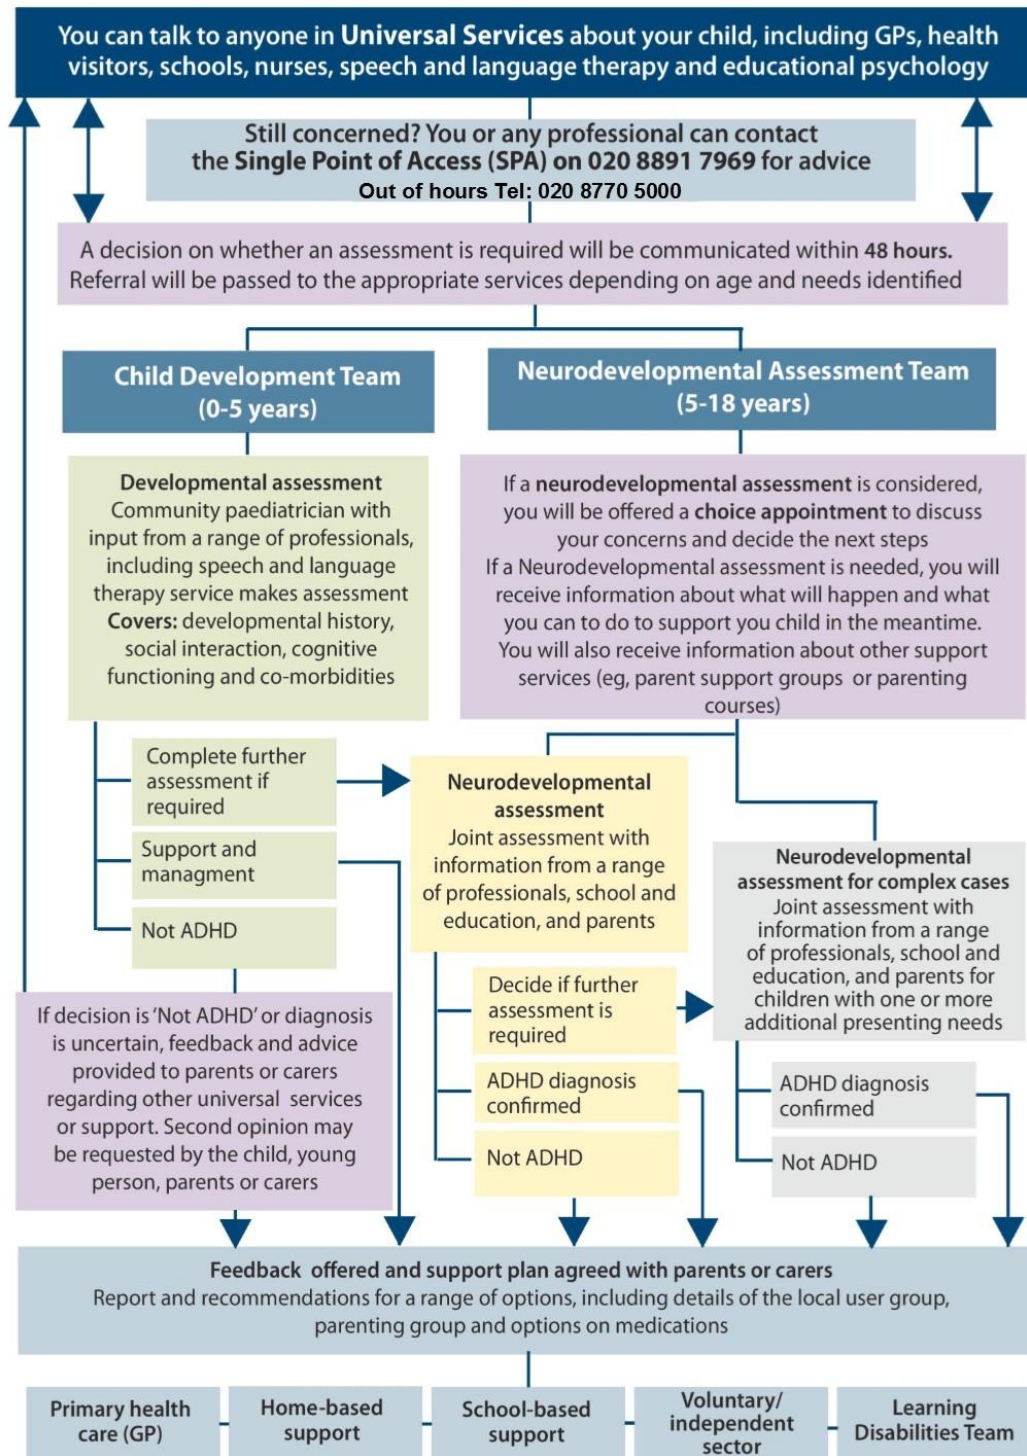 You can talk to anyone in Universal Services about your child, including GPs, health
visitors, schools, nurses, speech and language therapy and educational psychology
Still concerned? You or any professional can contact
the Single Point of Access (SPA) on 020 8891 7969 for advice
Out of hours Tel: 020 8770 5000
A decision on whether an assessment is required will be communicated within 48 hours.
Referral will be passed to the appropriate services depending on age and needs identified
Child Development Team
(0-5 years)
Neurodevelopmental Assessment Team
(5-18 years)
Developmental assessment
Community paediatrician with
input from a range of professionals,
including speech and language
therapy service makes assessment
Covers: developmental history,
social interaction, cognitive
functioning and co-morbidities
If a neurodevelopmental assessment is considered,
you will be offered a choice appointment to discuss
your concerns and decide the next steps
If a Neurodevelopmental assessment is needed, you will
receive information about what will happen and what
you can to do to support you child in the meantime.
You will also receive information about other support
services (eg, parent support groups or parenting
courses)
Complete further
assessment if
required
Support and
managment
Not ADHD
Neurodevelopmental
assessment
Joint assessment with
information from a range
of professionals, school and
education, and parents
Neurodevelopmental
assessment for complex cases
Joint assessment with
information from a range
of professionals, school and
education, and parents for
children with one or more
additional presenting needs
If decision is 'Not ADHD' or diagnosis
is uncertain, feedback and advice
provided to parents or carers
regarding other universal services
or support. Second opinion may
be requested by the child, young
person, parents or carers
Decide if further
assessment is
required
ADHD diagnosis
confirmed
Not ADHD
ADHD diagnosis
confirmed
Not ADHD
Feedback offered and support plan agreed with parents or carers
Report and recommendations for a range of options, including details of the local user group,
parenting group and options on medications
Primary health
care (GP)
Home-based
support
School-based
support
Voluntary/
independent
sector
Learning
Disabilities Team